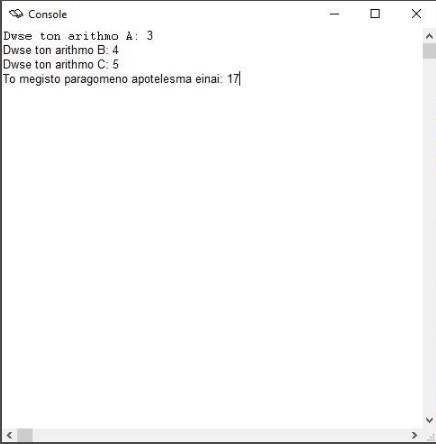 Console
Dwse ton arithmo A: 3
Dwse ton arithmo B: 4
Dwse ton arithmo C: 5
To megisto paragomeno apotelesma einai: 17